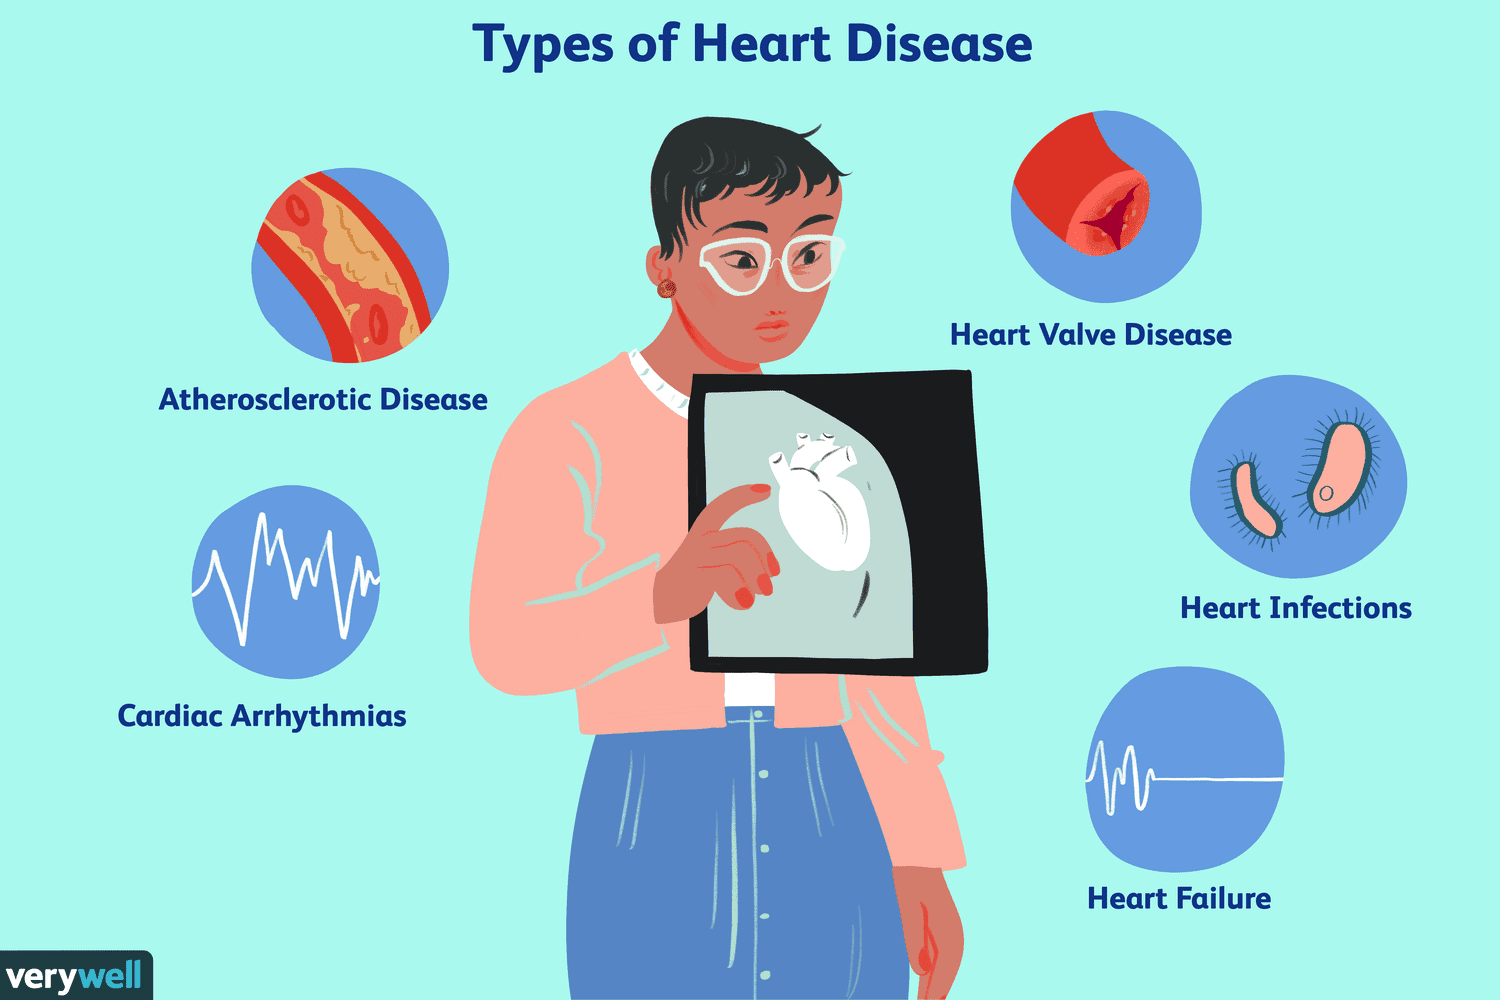 Types of Heart Disease
Atherosclerotic Disease
Heart Valve Disease
Cardiac Arrhythmias
Heart Infections
Heart Failure
verywell